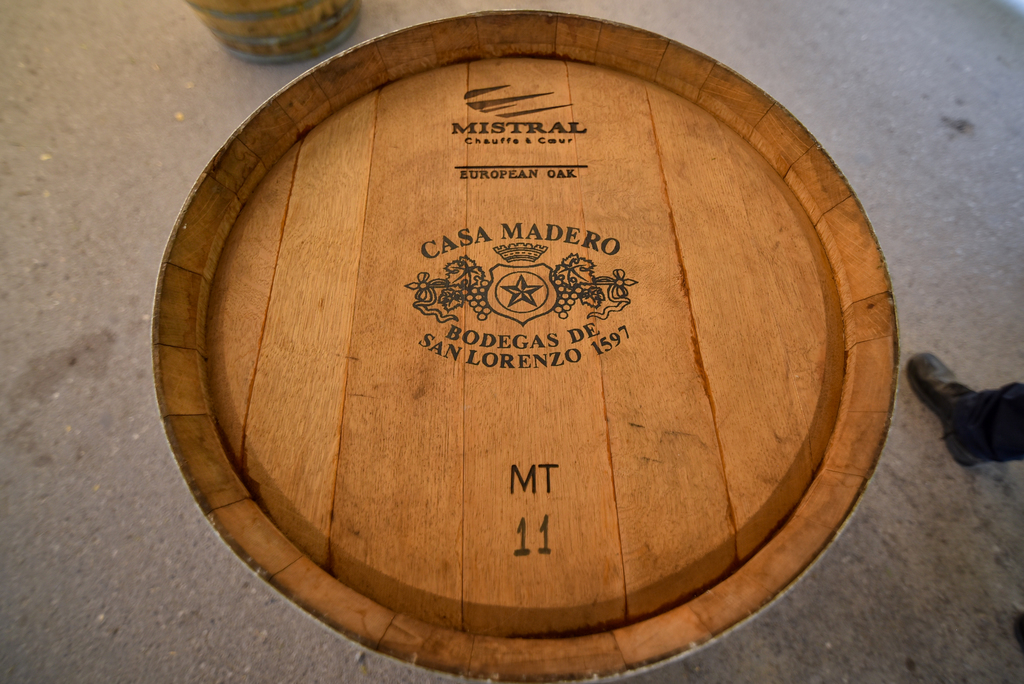 MISTRAL
Chauffe & Cœur
EUROPEAN OAK
CASA MADERO
BODEGAS DE
SAN LORENZO 1597
MT
11